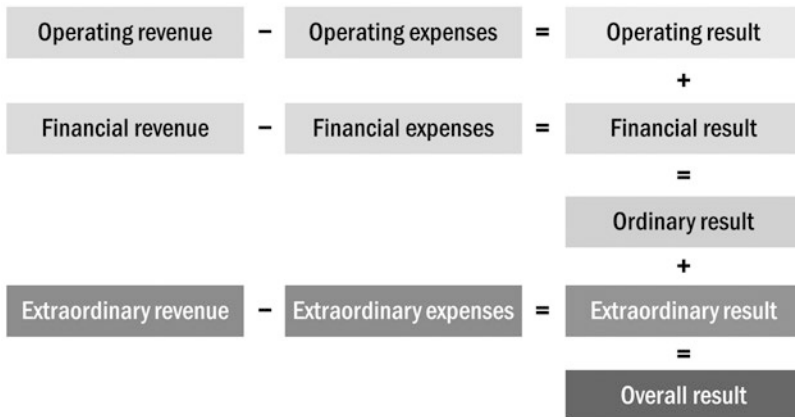 Operating revenue – Operating expenses = Operating result
+
Financial revenue – Financial expenses = Financial result
=
Ordinary result
+
Extraordinary revenue – Extraordinary expenses = Extraordinary result
=
Overall result